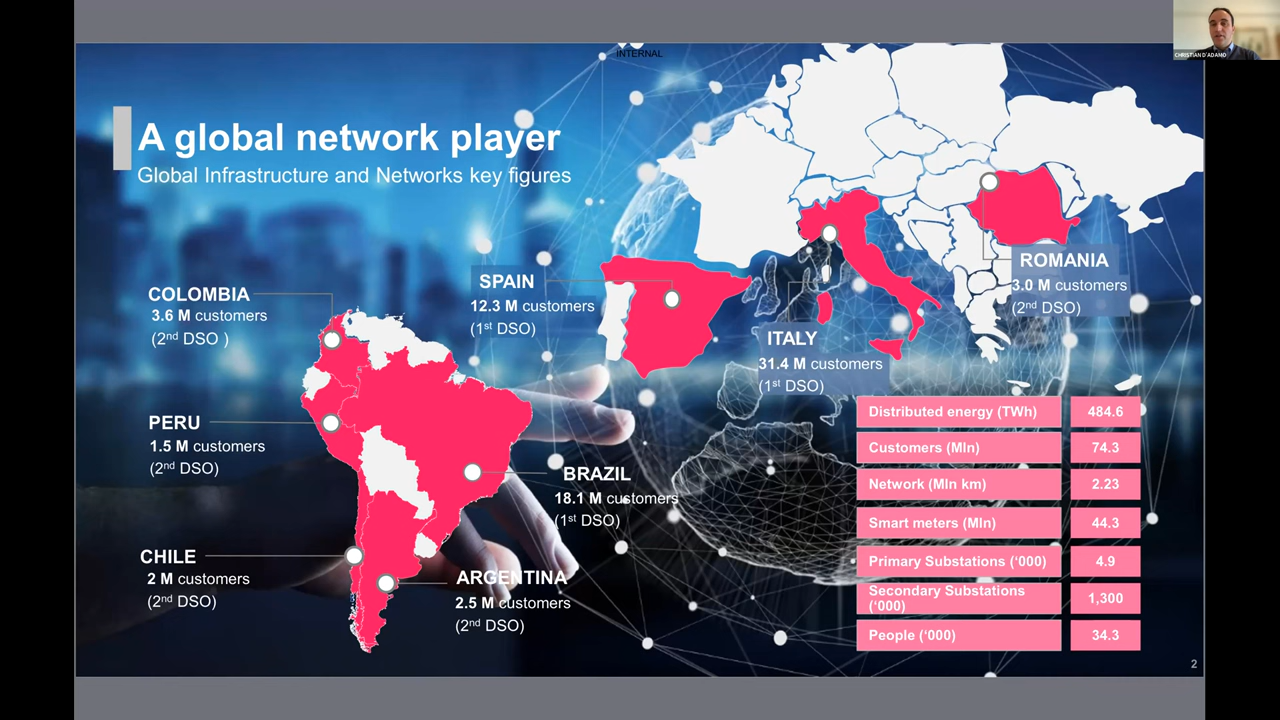 CHRISTIAN D'ADAMO
INTERNAL
A global network player
Global Infrastructure and Networks key figures
COLOMBIA
3.6 M customers
(2nd DSO )
PERU
1.5 M customers
(2nd DSO)
CHILE
2 M customers
(2nd DSO)
SPAIN
12.3 M customers
(1st DSO)
BRAZIL
18.1 M customers
(1st DSO)
ARGENTINA
2.5 M customers
(2nd DSO)
ITALY
31.4 M customers
(1st DSO)
ROMANIA
3.0 M customers
(2nd DSO)
Distributed energy (TWh) 484.6
Customers (Mln) 74.3
Network (Mln km) 2.23
Smart meters (Mln) 44.3
Primary Substations (‘000) 4.9
Secondary Substations
(‘000) 1,300
People (‘000) 34.3
2